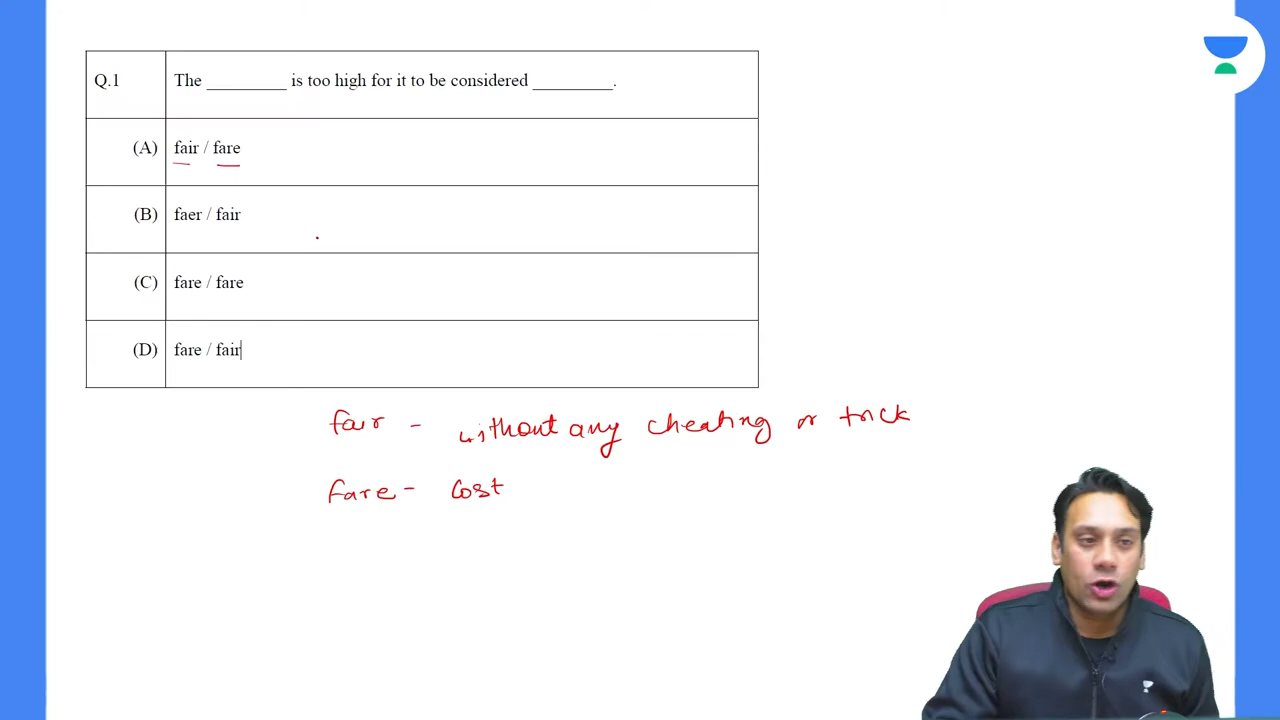 Q.1 The _________ is too high for it to be considered _________.
(A) fair / fare
(B) faer / fair
(C) fare / fare
(D) fare / fair
fair - without any cheating or trick
fare - cost